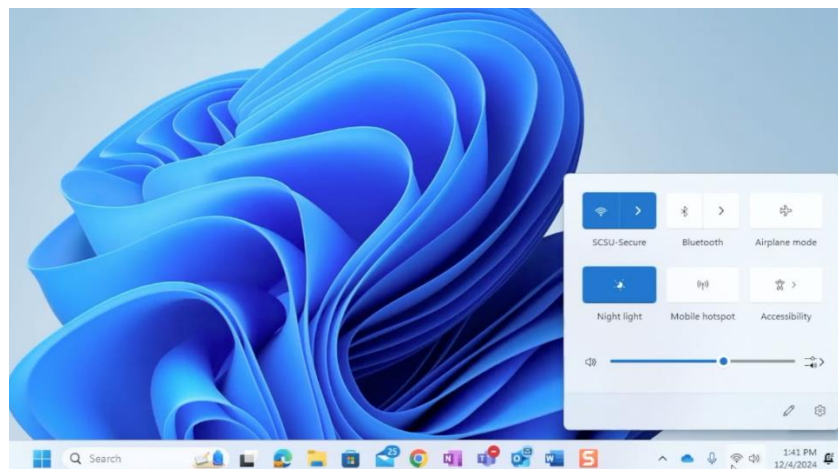 SCSU-Secure Bluetooth Airplane mode
Night light Mobile hotspot Accessibility
Search
25
1:41 PM
12/4/2024